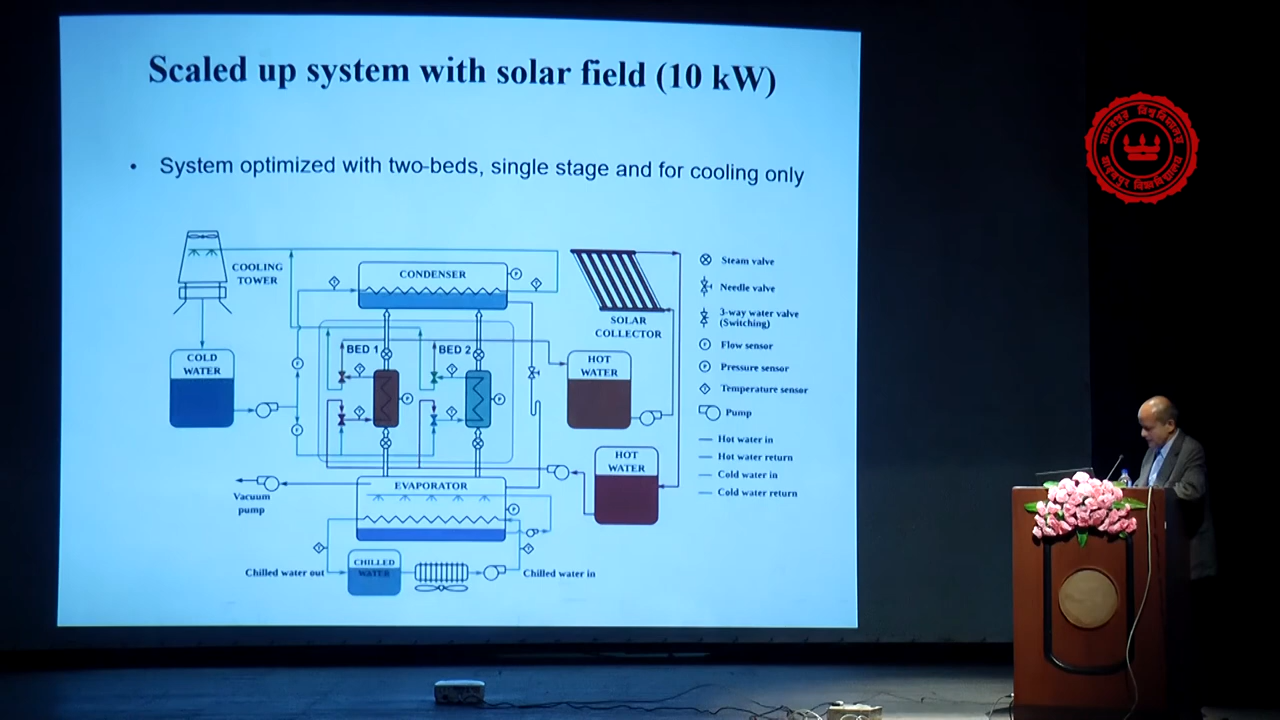 Scaled up system with solar field (10 kW)
• System optimized with two-beds, single stage and for cooling only
COOLING
TOWER
CONDENSER
P
T
T
SOLAR
COLLECTOR
Steam valve
Needle valve
3-way water valve
(Switching)
Flow sensor
Pressure sensor
Temperature sensor
Pump
Hot water in
Hot water return
Cold water in
Cold water return
COLD
WATER
BED 1
BED 2
HOT
WATER
HOT
WATER
Vacuum
pump
EVAPORATOR
Chilled water out
CHILLED
WATER
Chilled water in
যাদবপুর বিশ্ববিদ্যালয়